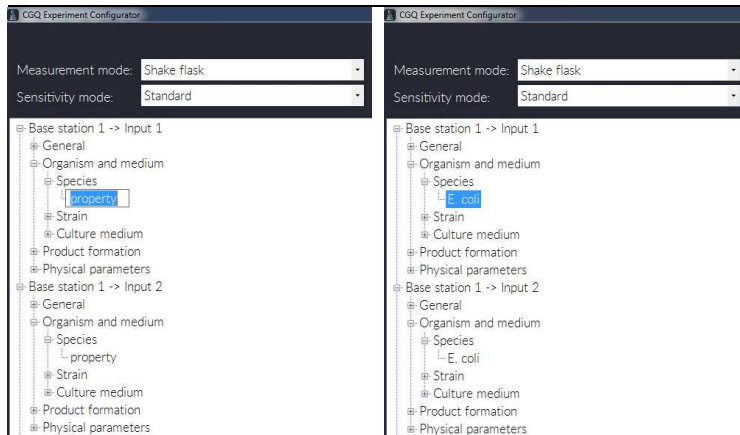 CGQ Experiment Configurator
Measurement mode: Shake flask
Sensitivity mode: Standard
Base station 1 -> Input 1
General
Organism and medium
Species
property
Strain
Culture medium
Product formation
Physical parameters
Base station 1 -> Input 2
General
Organism and medium
Species
property
Strain
Culture medium
Product formation
Physical parameters
CGQ Experiment Configurator
Measurement mode: Shake flask
Sensitivity mode: Standard
Base station 1 -> Input 1
General
Organism and medium
Species
E. coli
Strain
Culture medium
Product formation
Physical parameters
Base station 1 -> Input 2
General
Organism and medium
Species
E. coli
Strain
Culture medium
Product formation
Physical parameters